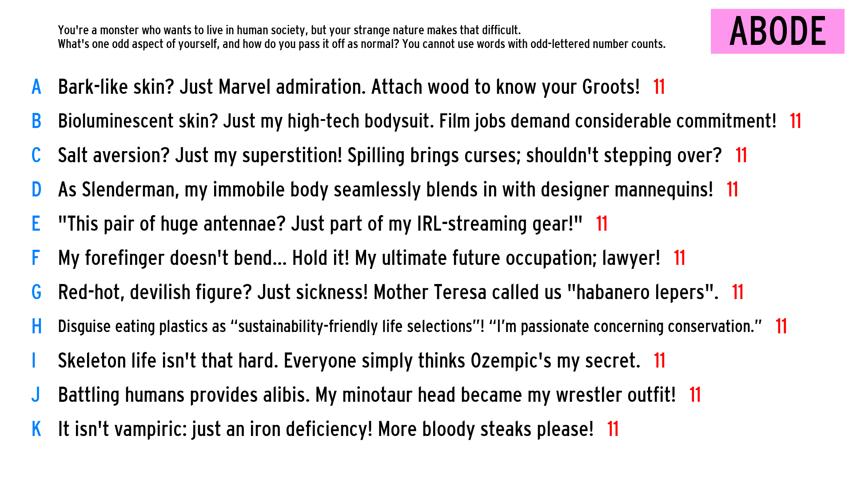 You're a monster who wants to live in human society, but your strange nature makes that difficult.
What's one odd aspect of yourself, and how do you pass it off as normal? You cannot use words with odd-lettered number counts.
ABODE
A Bark-like skin? Just Marvel admiration. Attach wood to know your Groots! 11
B Bioluminescent skin? Just my high-tech bodysuit. Film jobs demand considerable commitment! 11
C Salt aversion? Just my superstition! Spilling brings curses; shouldn't stepping over? 11
D As Slenderman, my immobile body seamlessly blends in with designer mannequins! 11
E "This pair of huge antennae? Just part of my IRL-streaming gear!" 11
F My forefinger doesn't bend... Hold it! My ultimate future occupation; lawyer! 11
G Red-hot, devilish figure? Just sickness! Mother Teresa called us "habanero lepers". 11
H Disguise eating plastics as “sustainability-friendly life selections”! “I’m passionate concerning conservation.” 11
I Skeleton life isn't that hard. Everyone simply thinks Ozempic's my secret. 11
J Battling humans provides alibis. My minotaur head became my wrestler outfit! 11
K It isn't vampiric: just an iron deficiency! More bloody steaks please! 11